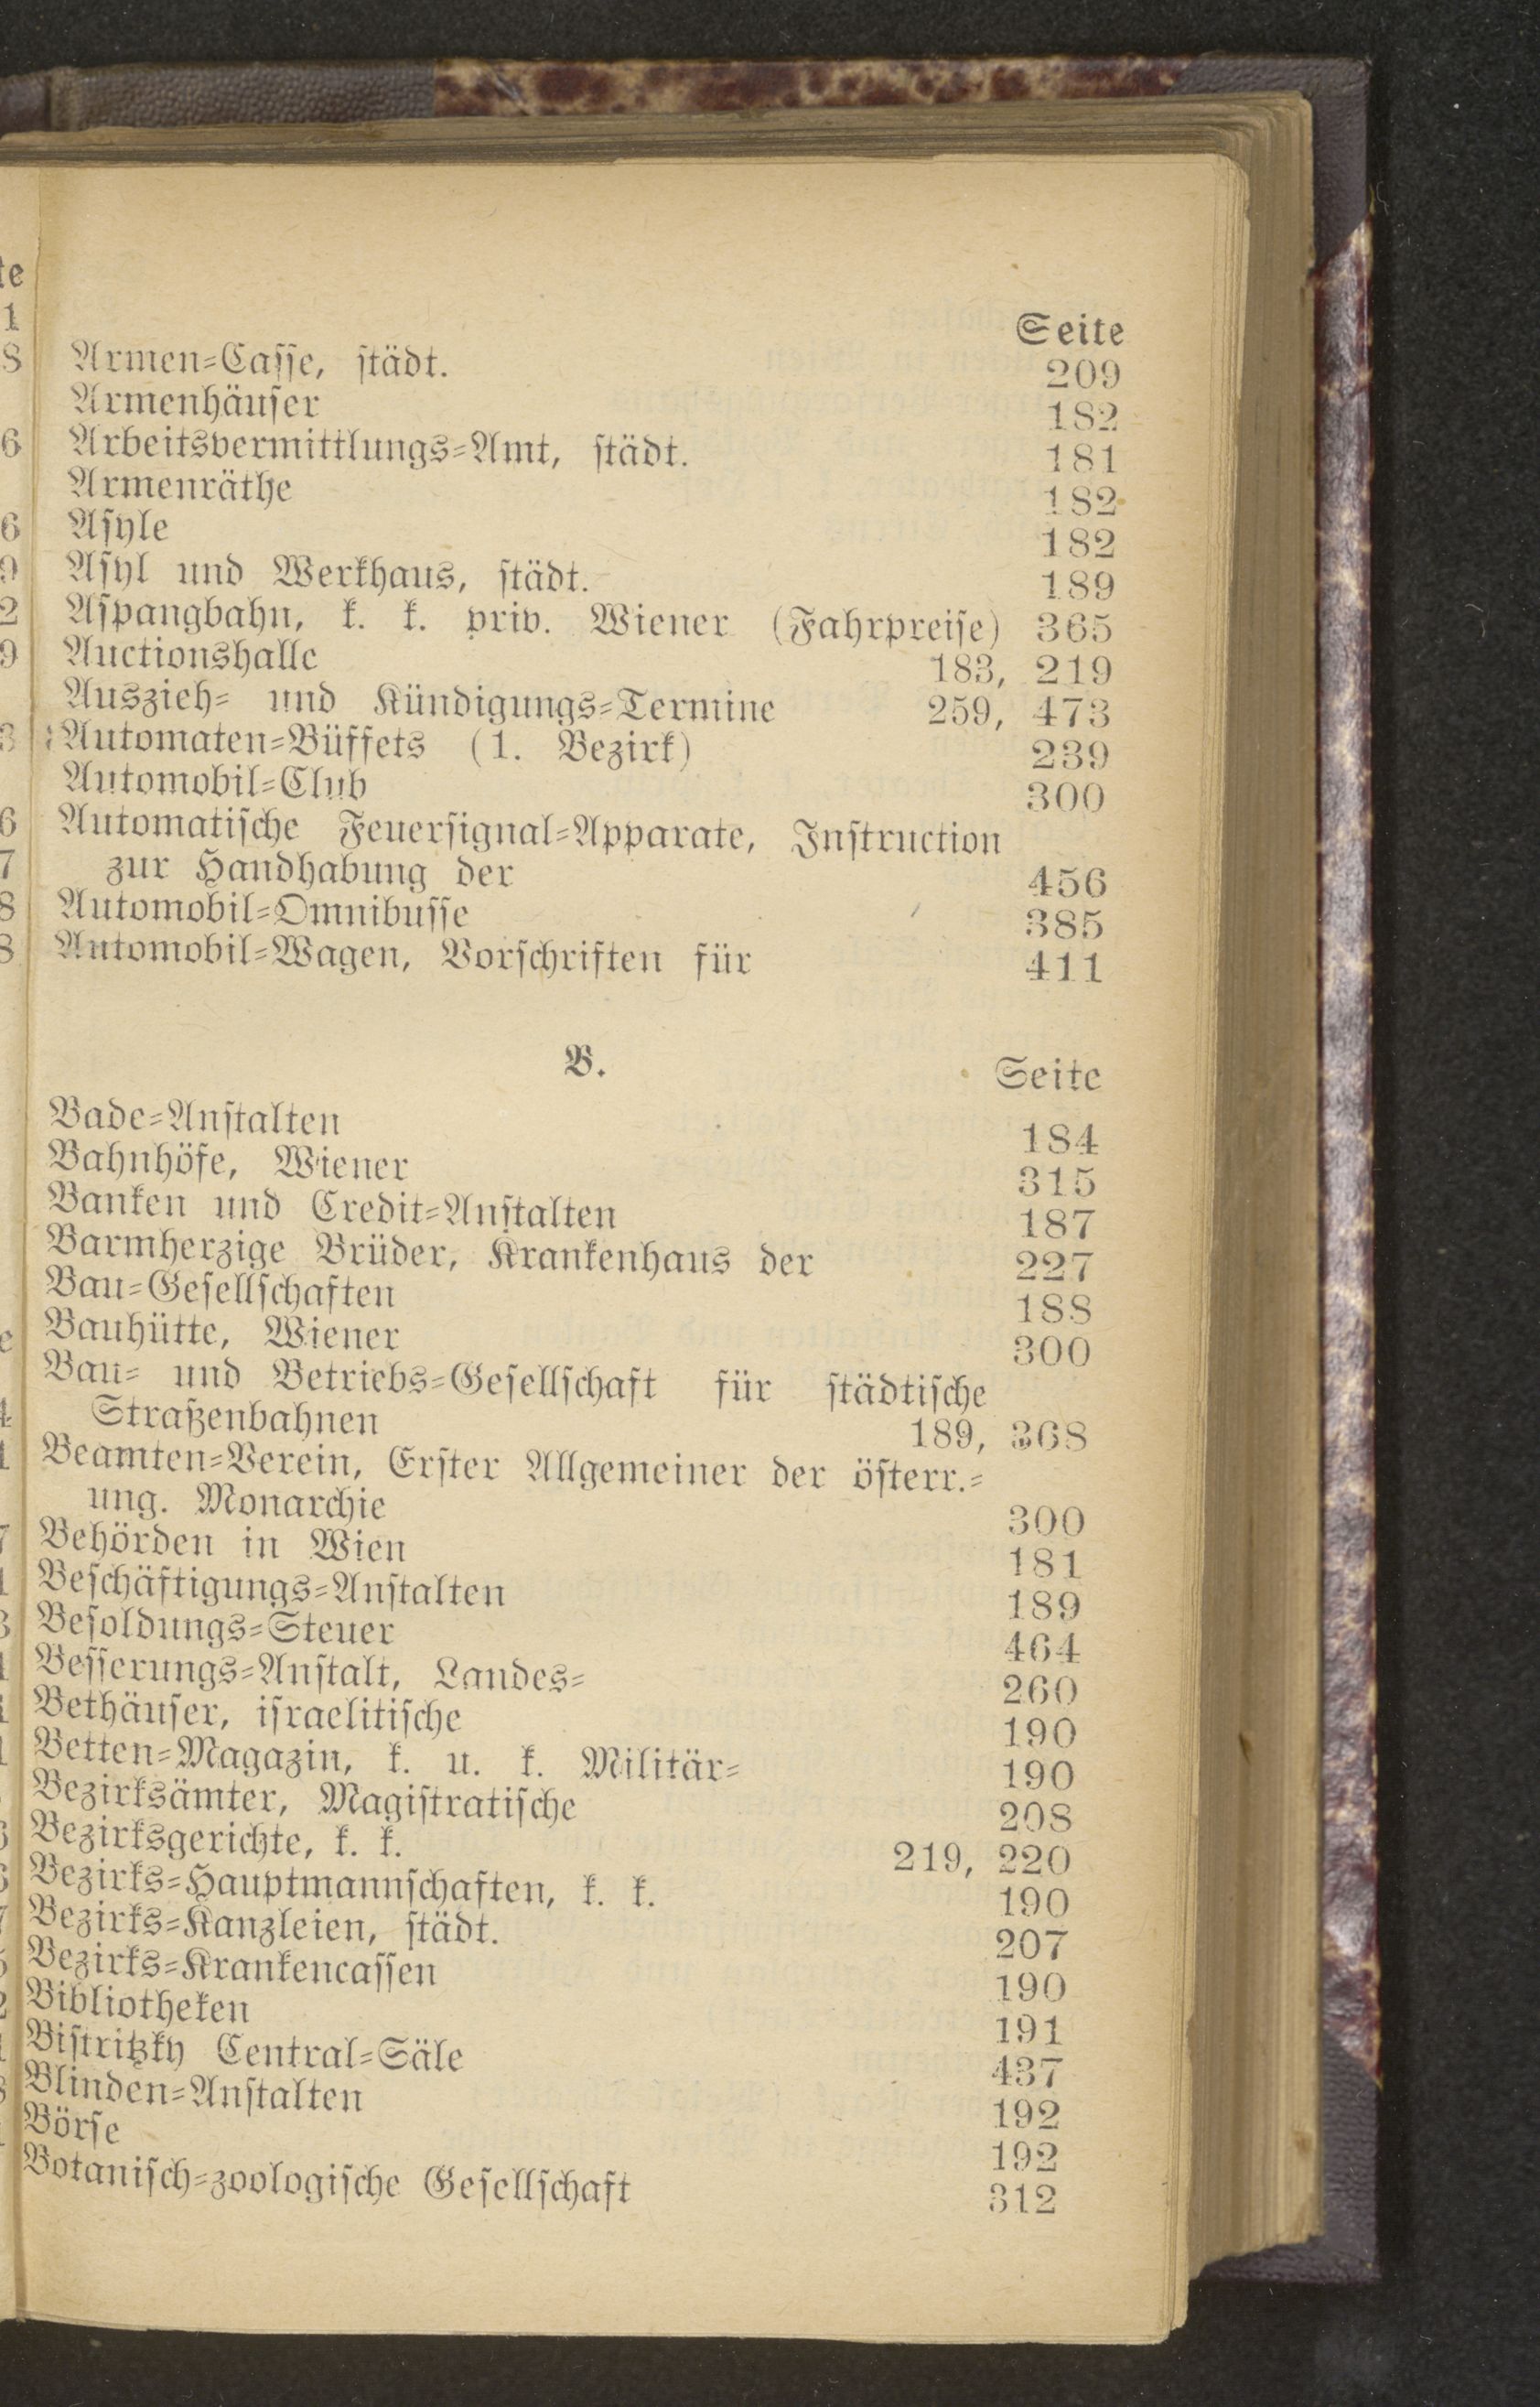 Seite
Armen-Casse, städt. 209
Armenhäuser 182
Arbeitsvermittlungs-Amt, städt. 181
Armenräthe 182
Asyle 182
Asyl und Werkhaus, städt. 189
Aspangbahn, k. k. priv. Wiener (Fahrpreise) 365
Auctionshalle 183, 219
Auszieh- und Kündigungs-Termine 259, 473
Automaten-Büffets (1. Bezirk) 239
Automobil-Club 300
Automatische Feuersignal-Apparate, Instruction
zur Handhabung der 456
Automobil-Omnibusse 385
Automobil-Wagen, Vorschriften für 411
B.
Seite
Bade-Anstalten 184
Bahnhöfe, Wiener 315
Banken und Credit-Anstalten 187
Barmherzige Brüder, Krankenhaus der 227
Bau-Gesellschaften 188
Bauhütte, Wiener 300
Bau- und Betriebs-Gesellschaft für städtische
Straßenbahnen 189, 368
Beamten-Verein, Erster Allgemeiner der österr.-
ung. Monarchie 300
Behörden in Wien 181
Beschäftigungs-Anstalten 189
Besoldungs-Steuer 464
Besserungs-Anstalt, Landes- 260
Bethäuser, israelitische 190
Betten-Magazin, k. u. k. Militär- 190
Bezirksämter, Magistratische 208
Bezirksgerichte, k. k. 219, 220
Bezirks-Hauptmannschaften, k. k. 190
Bezirks-Kanzleien, städt. 207
Bezirks-Krankencassen 190
Bibliotheken 191
Bistritzky Central-Säle 437
Blinden-Anstalten 192
Börse 192
Botanisch-zoologische Gesellschaft 312